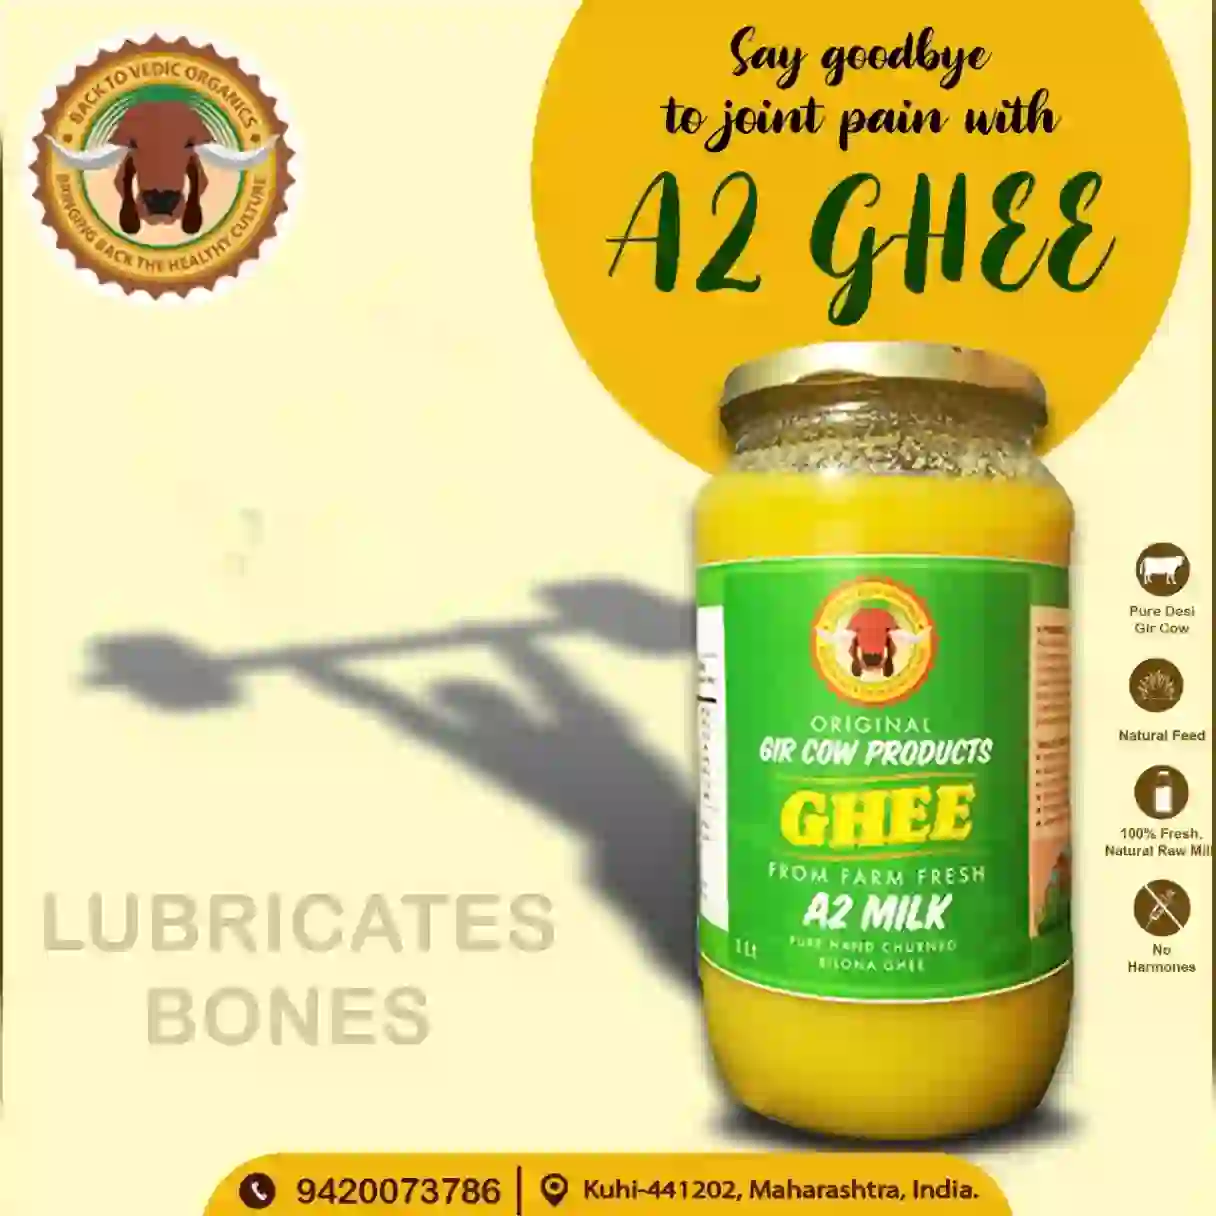 BACK TO VEDIC ORGANICS
BRINGING BACK THE HEALTHY CULTURE
Say goodbye
to joint pain with
A2 GHEE
ORIGINAL
GIR COW PRODUCTS
GHEE
FROM FARM FRESH
A2 MILK
PURE HAND CHURNED
BILONA GHEE
1 Lt
Pure Desi
Gir Cow
Natural Feed
100% Fresh,
Natural Raw Mil
No
Harmones
LUBRICATES
BONES
9420073786
Kuhi-441202, Maharashtra, India.